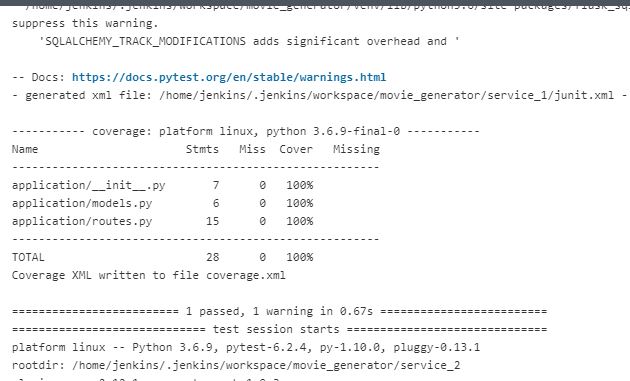 /home/jenkins/.jenkins/workspace/movie_generator/venv/lib/python3.6/site-packages/flask_sq
suppress this warning.
'SQLALCHEMY_TRACK_MODIFICATIONS adds significant overhead and '
-- Docs: https://docs.pytest.org/en/stable/warnings.html
- generated xml file: /home/jenkins/.jenkins/workspace/movie_generator/service_1/junit.xml -
----------- coverage: platform linux, python 3.6.9-final-0 -----------
Name Stmts Miss Cover Missing
-------------------------------------------------------
application/__init__.py 7 0 100%
application/models.py 6 0 100%
application/routes.py 15 0 100%
-------------------------------------------------------
TOTAL 28 0 100%
Coverage XML written to file coverage.xml
========================= 1 passed, 1 warning in 0.67s =========================
============================= test session starts ==============================
platform linux -- Python 3.6.9, pytest-6.2.4, py-1.10.0, pluggy-0.13.1
rootdir: /home/jenkins/.jenkins/workspace/movie_generator/service_2